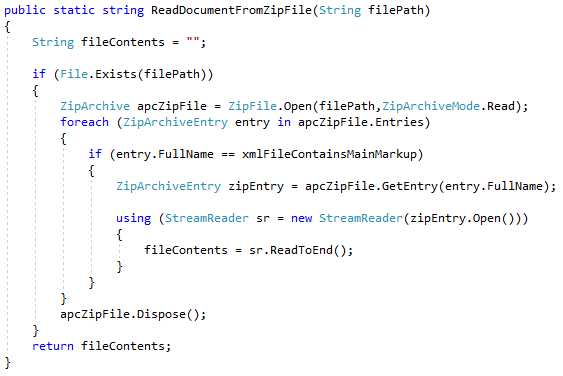 public static string ReadDocumentFromZipFile(String filePath)
{
    String fileContents = "";

    if (File.Exists(filePath))
    {
        ZipArchive apcZipFile = ZipFile.Open(filePath,ZipArchiveMode.Read);
        foreach (ZipArchiveEntry entry in apcZipFile.Entries)
        {
            if (entry.FullName == xmlFileContainsMainMarkup)
            {
                ZipArchiveEntry zipEntry = apcZipFile.GetEntry(entry.FullName);

                using (StreamReader sr = new StreamReader(zipEntry.Open()))
                {
                    fileContents = sr.ReadToEnd();
                }
            }
        }
        apcZipFile.Dispose();
    }
    return fileContents;
}